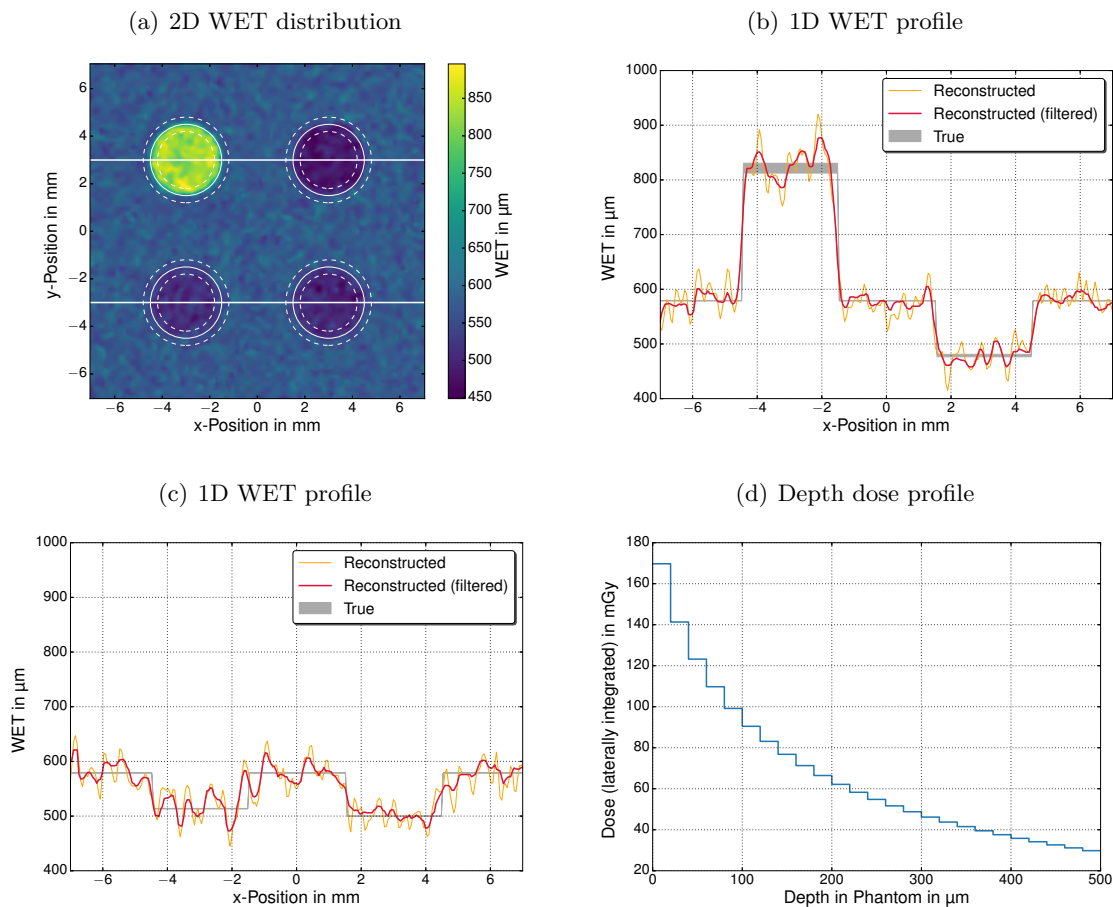 (a) 2D WET distribution
6
4
2
0
−2
−4
−6
y-Position in mm
−6 −4 −2 0 2 4 6
x-Position in mm
850
800
750
700
650
600
550
500
450
WET in µm
(b) 1D WET profile
1000
900
800
700
600
500
400
WET in µm
Reconstructed
Reconstructed (filtered)
True
−6 −4 −2 0 2 4 6
x-Position in mm
(c) 1D WET profile
1000
900
800
700
600
500
400
WET in µm
Reconstructed
Reconstructed (filtered)
True
−6 −4 −2 0 2 4 6
x-Position in mm
(d) Depth dose profile
180
160
140
120
100
80
60
40
20
Dose (laterally integrated) in mGy
0 100 200 300 400 500
Depth in Phantom in µm